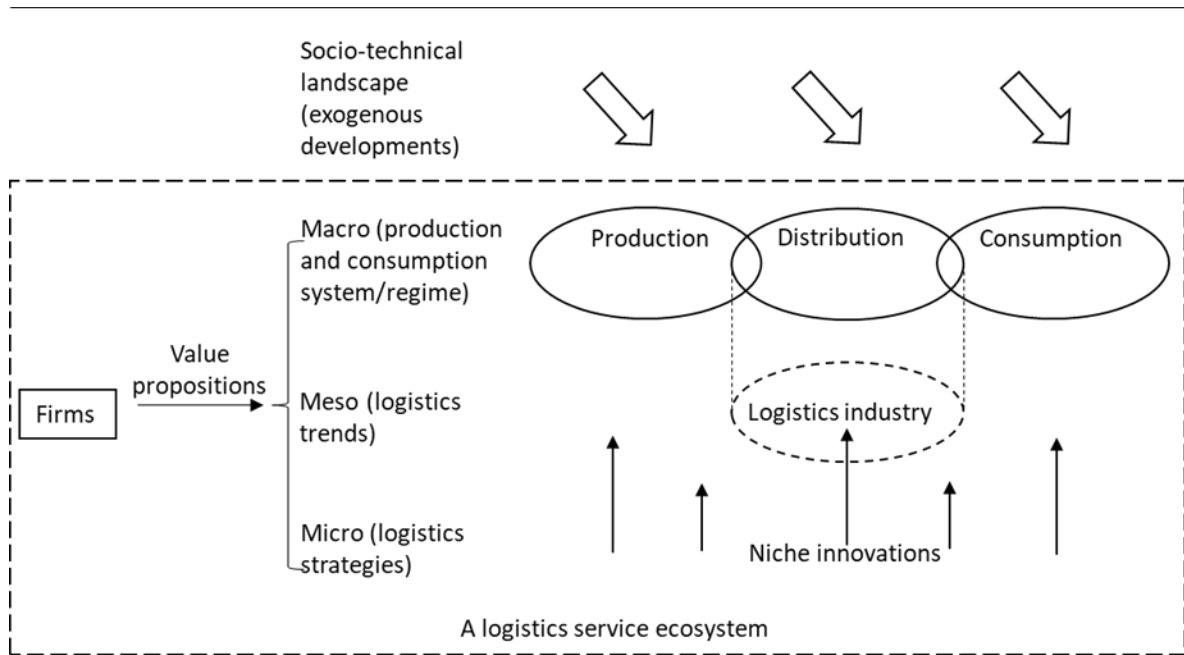 Socio-technical
landscape
(exogenous
developments)
Macro (production
and consumption
system/regime)
Production
Distribution
Consumption
Value
propositions
Firms
Meso (logistics
trends)
Logistics industry
Micro (logistics
strategies)
Niche innovations
A logistics service ecosystem